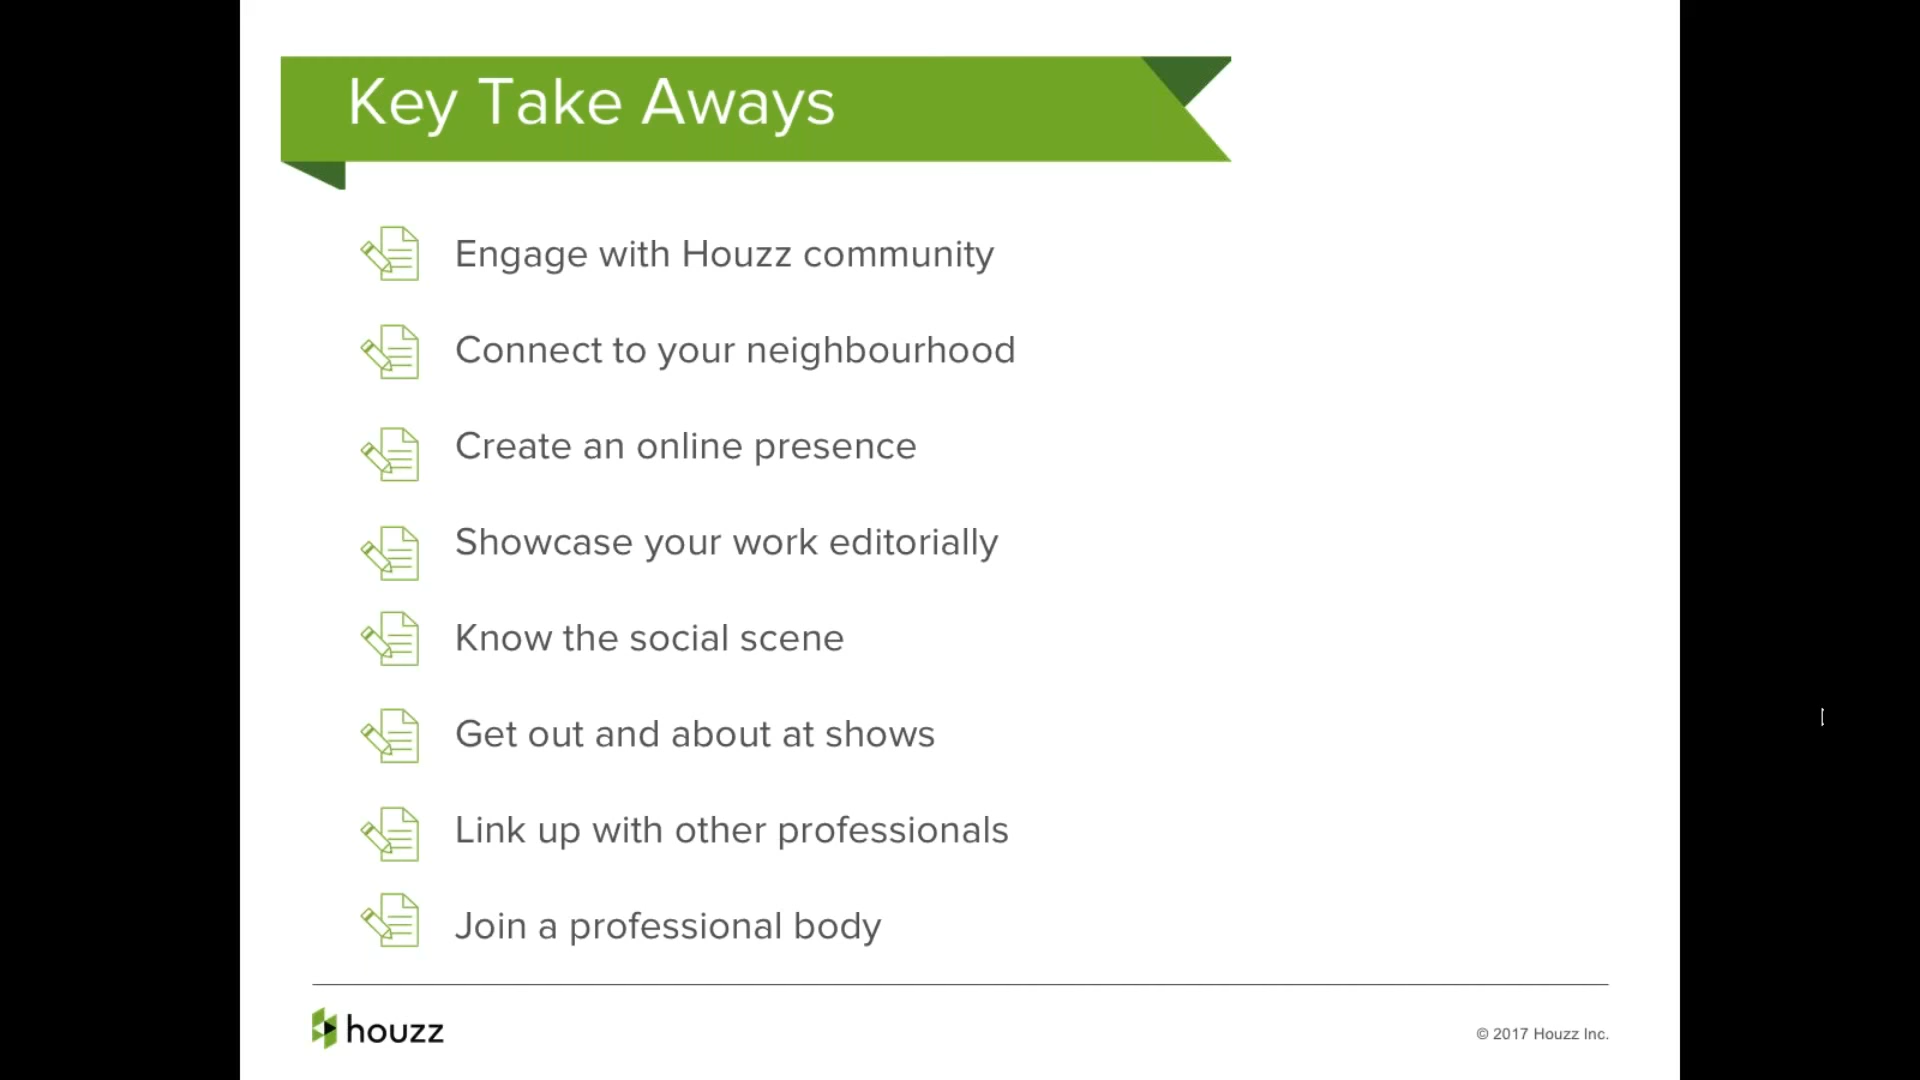 Key Take Aways
Engage with Houzz community
Connect to your neighbourhood
Create an online presence
Showcase your work editorially
Know the social scene
Get out and about at shows
Link up with other professionals
Join a professional body
houzz
© 2017 Houzz Inc.